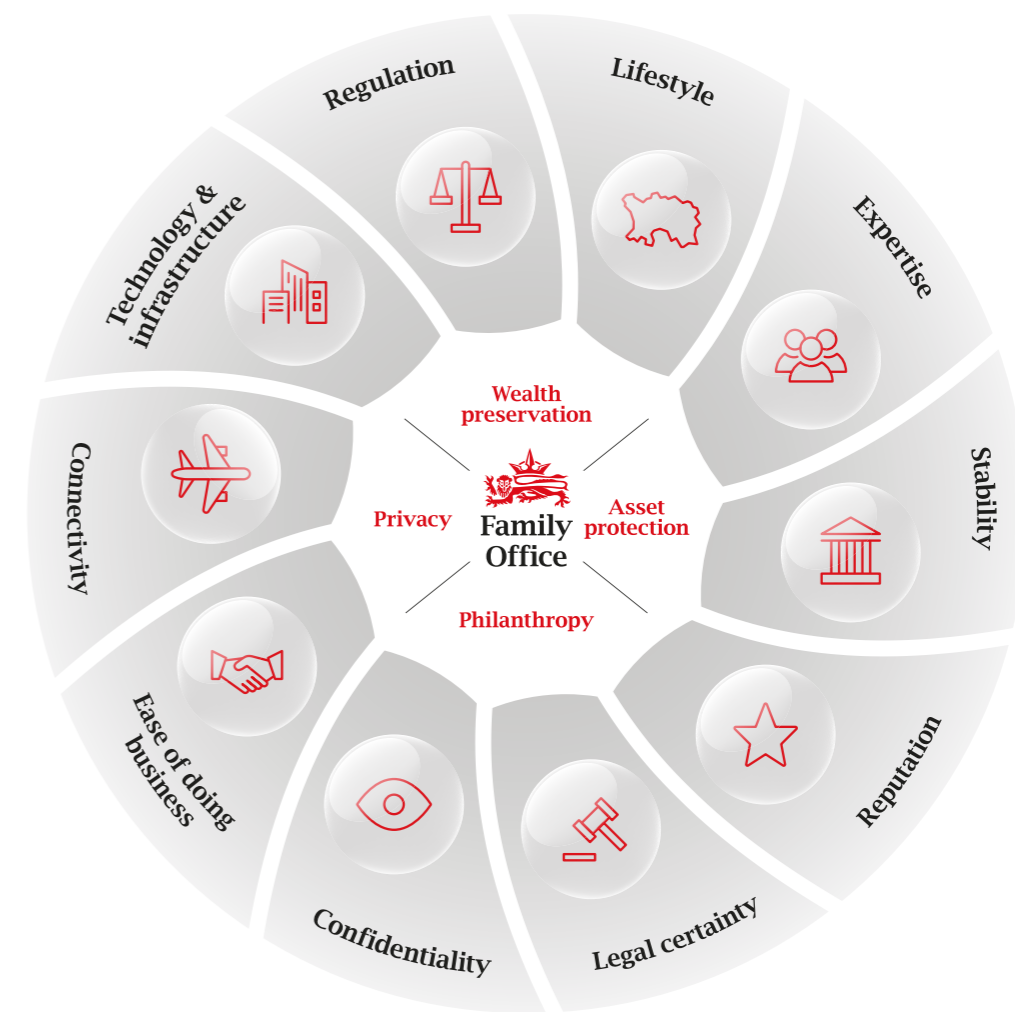 Regulation
Lifestyle
Expertise
Stability
Reputation
Legal certainty
Confidentiality
Ease of doing
business
Connectivity
Technology &
infrastructure
Wealth
preservation
Privacy
Family
Office
Asset
protection
Philanthropy